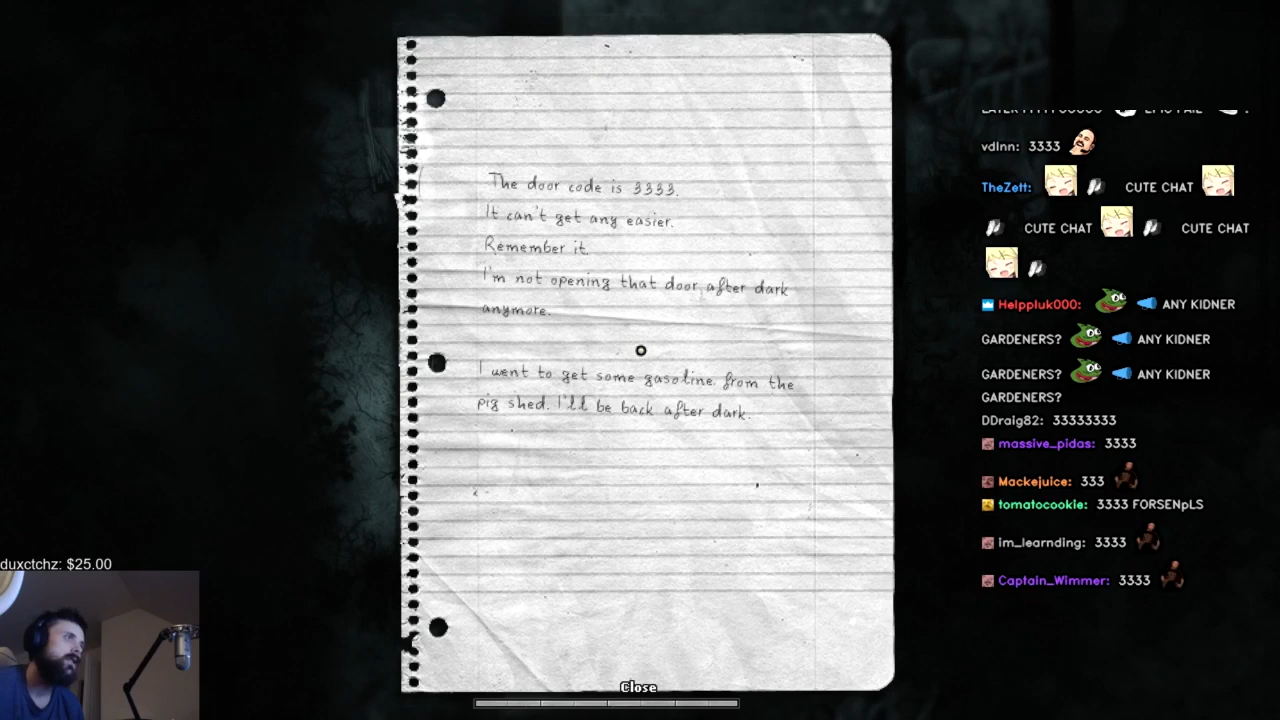 The door code is 3333.
It can't get any easier.
Remember it.
I'm not opening that door after dark
anymore.
I went to get some gasoline from the
pig shed. I'll be back after dark.
Close
duxctchz: $25.00
vdlnn: 3333
TheZett: CUTE CHAT
CUTE CHAT CUTE CHAT
Helppluk000: ANY KIDNER
GARDENERS? ANY KIDNER
GARDENERS? ANY KIDNER
GARDENERS?
DDraig82: 33333333
massive_pidas: 3333
Mackejuice: 333
tomatocookie: 3333 FORSENpLS
im_learnding: 3333
Captain_Wimmer: 3333